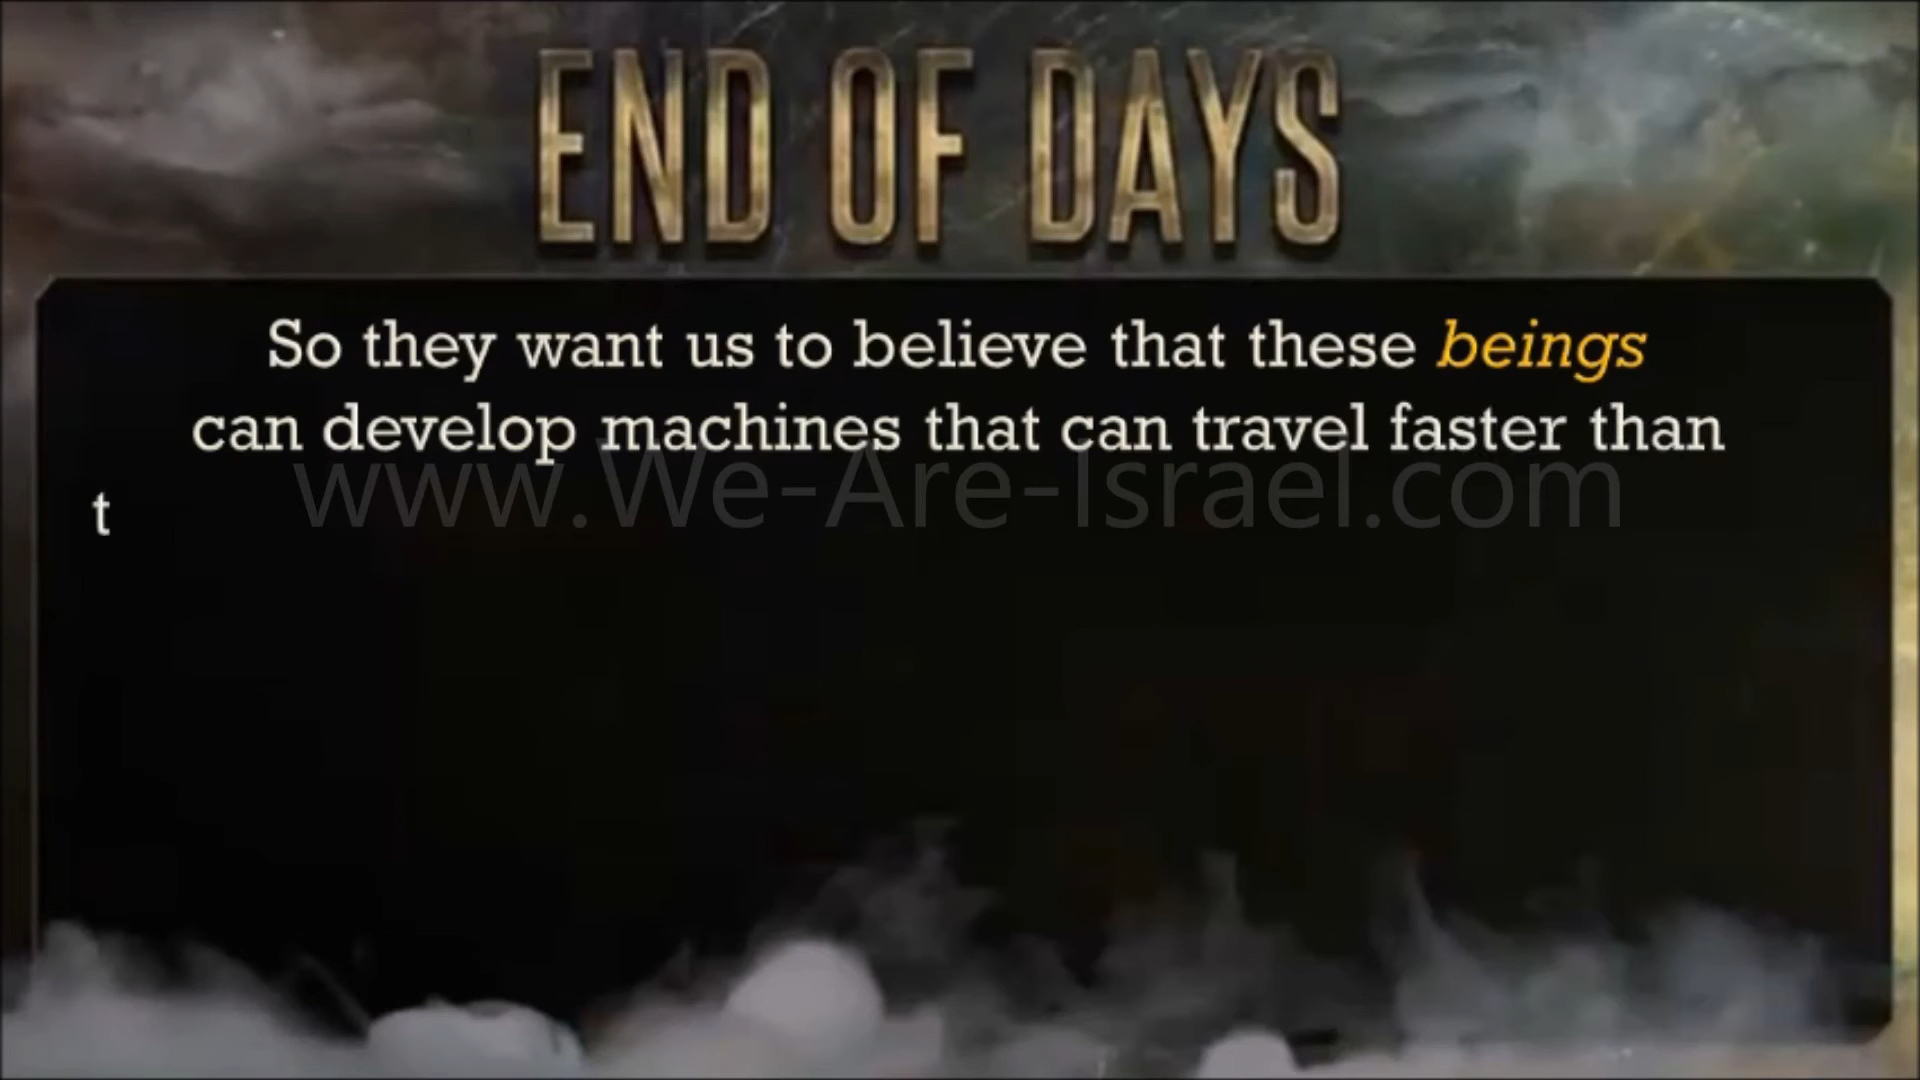 END OF DAYS
So they want us to believe that these beings
can develop machines that can travel faster than
www.We-Are-Israel.com
t